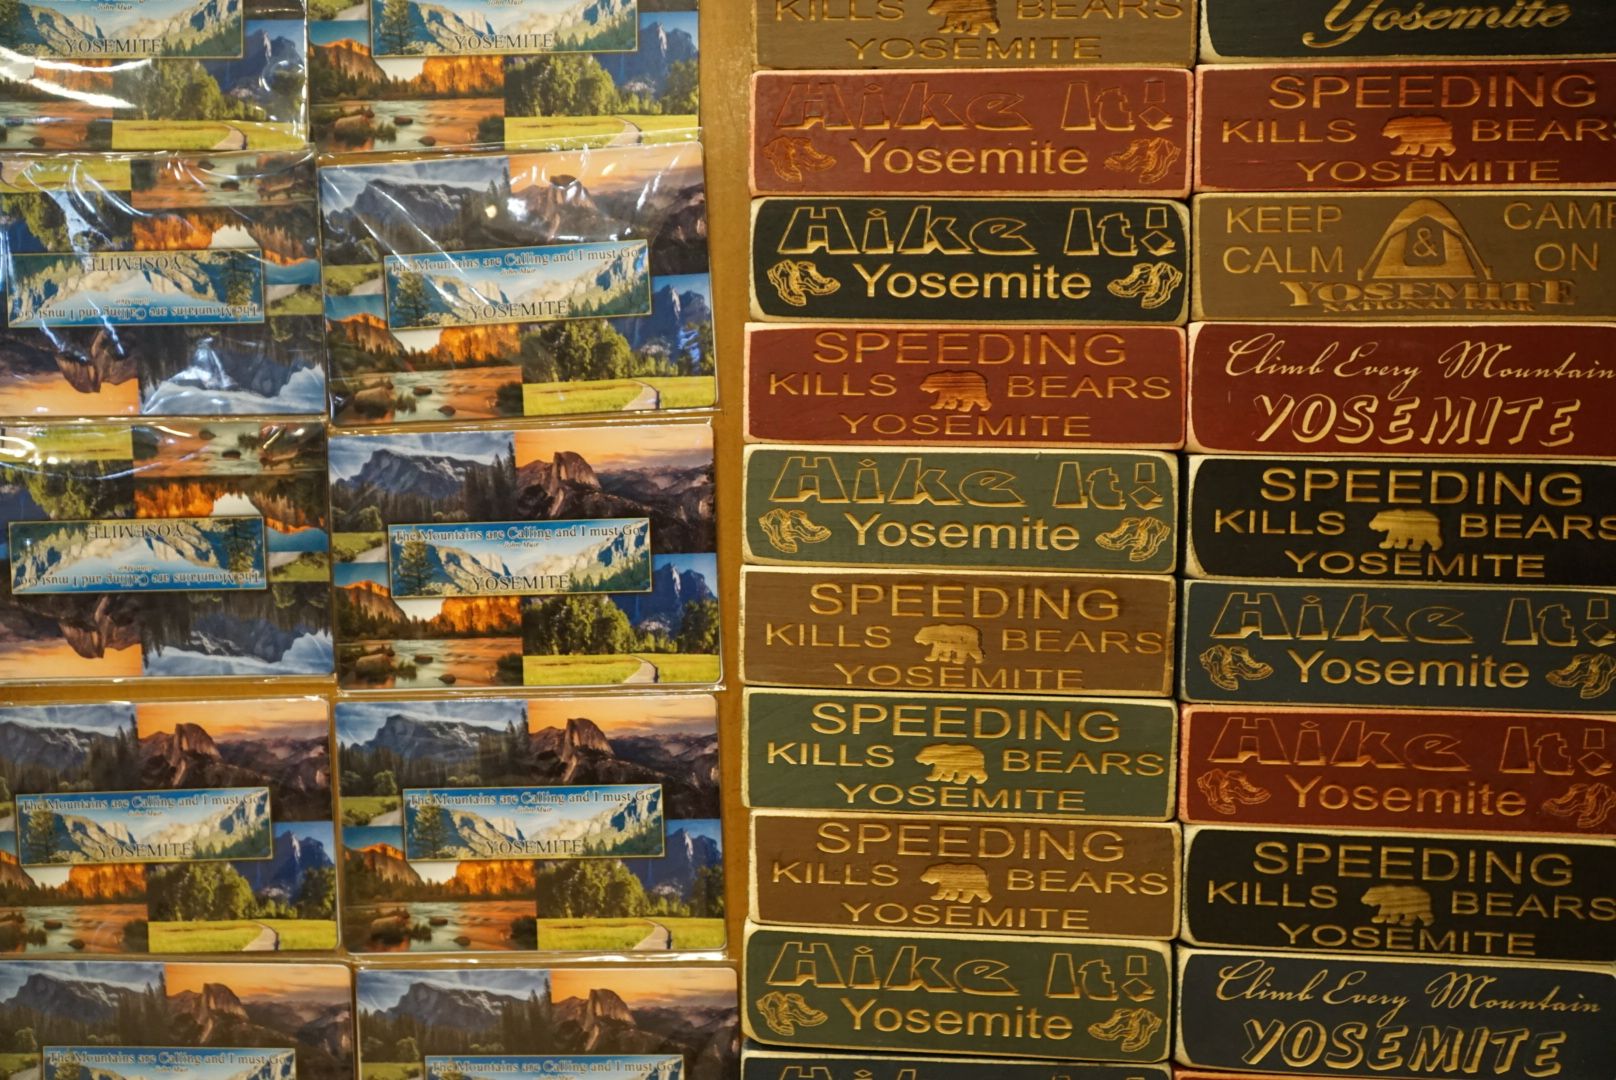 YOSEMITE
YOSEMITE
YOSEMITE
The Mountains are Calling and I must Go.
- John Muir
The Mountains are Calling and I must Go.
- John Muir
YOSEMITE
YOSEMITE
The Mountains are Calling and I must Go.
- John Muir
The Mountains are Calling and I must Go.
- John Muir
YOSEMITE
The Mountains are Calling and I must Go.
- John Muir
YOSEMITE
The Mountains are Calling and I must Go.
- John Muir
YOSEMITE
The Mountains are Calling and I must Go.
The Mountains are Calling and I must Go.
KILLS BEARS
YOSEMITE
Hike It!
Yosemite
Hike It!
Yosemite
SPEEDING
KILLS BEARS
YOSEMITE
Hike It!
Yosemite
SPEEDING
KILLS BEARS
YOSEMITE
SPEEDING
KILLS BEARS
YOSEMITE
SPEEDING
KILLS BEARS
YOSEMITE
Hike It!
Yosemite
Hike It!
Yosemite
SPEEDING
KILLS BEARS
YOSEMITE
KEEP CAMP
CALM & ON
YOSEMITE
NATIONAL PARK
Climb Every Mountain
YOSEMITE
SPEEDING
KILLS BEARS
YOSEMITE
Hike It!
Yosemite
Hike It!
Yosemite
SPEEDING
KILLS BEARS
YOSEMITE
Climb Every Mountain
YOSEMITE